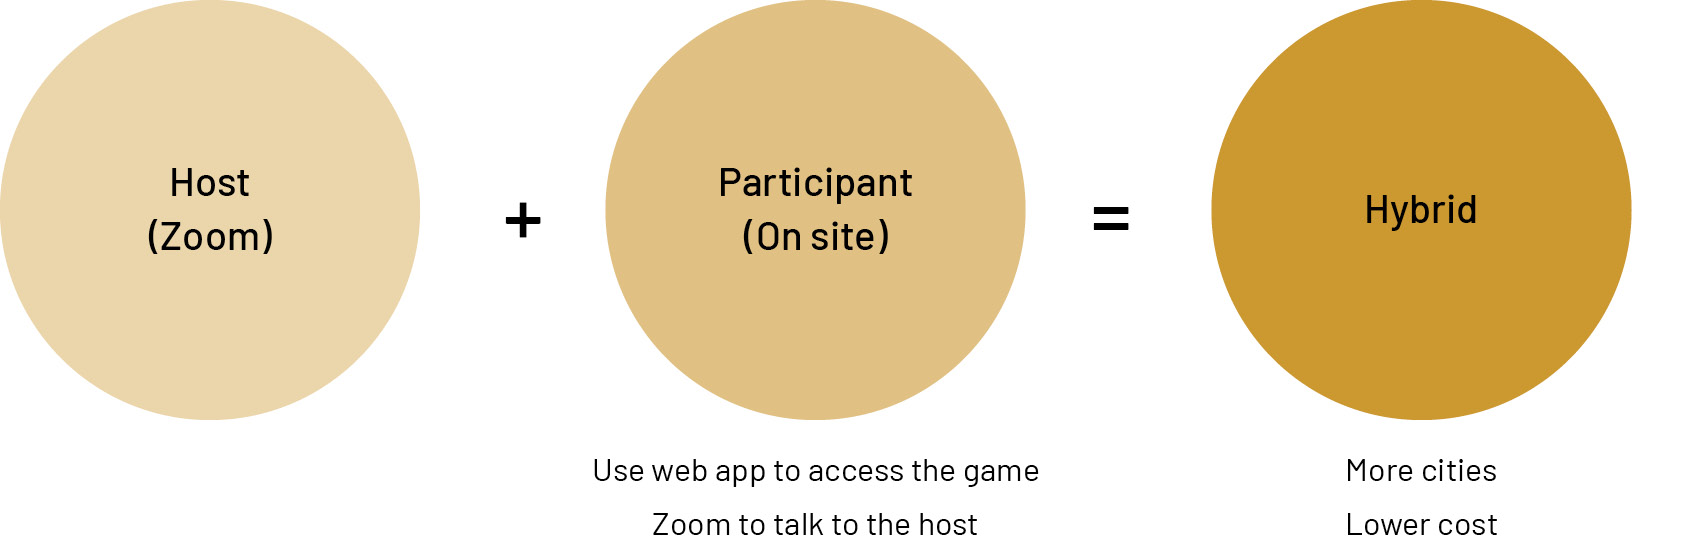 Host
(Zoom)
+
Participant
(On site)
=
Hybrid
Use web app to access the game
Zoom to talk to the host
More cities
Lower cost